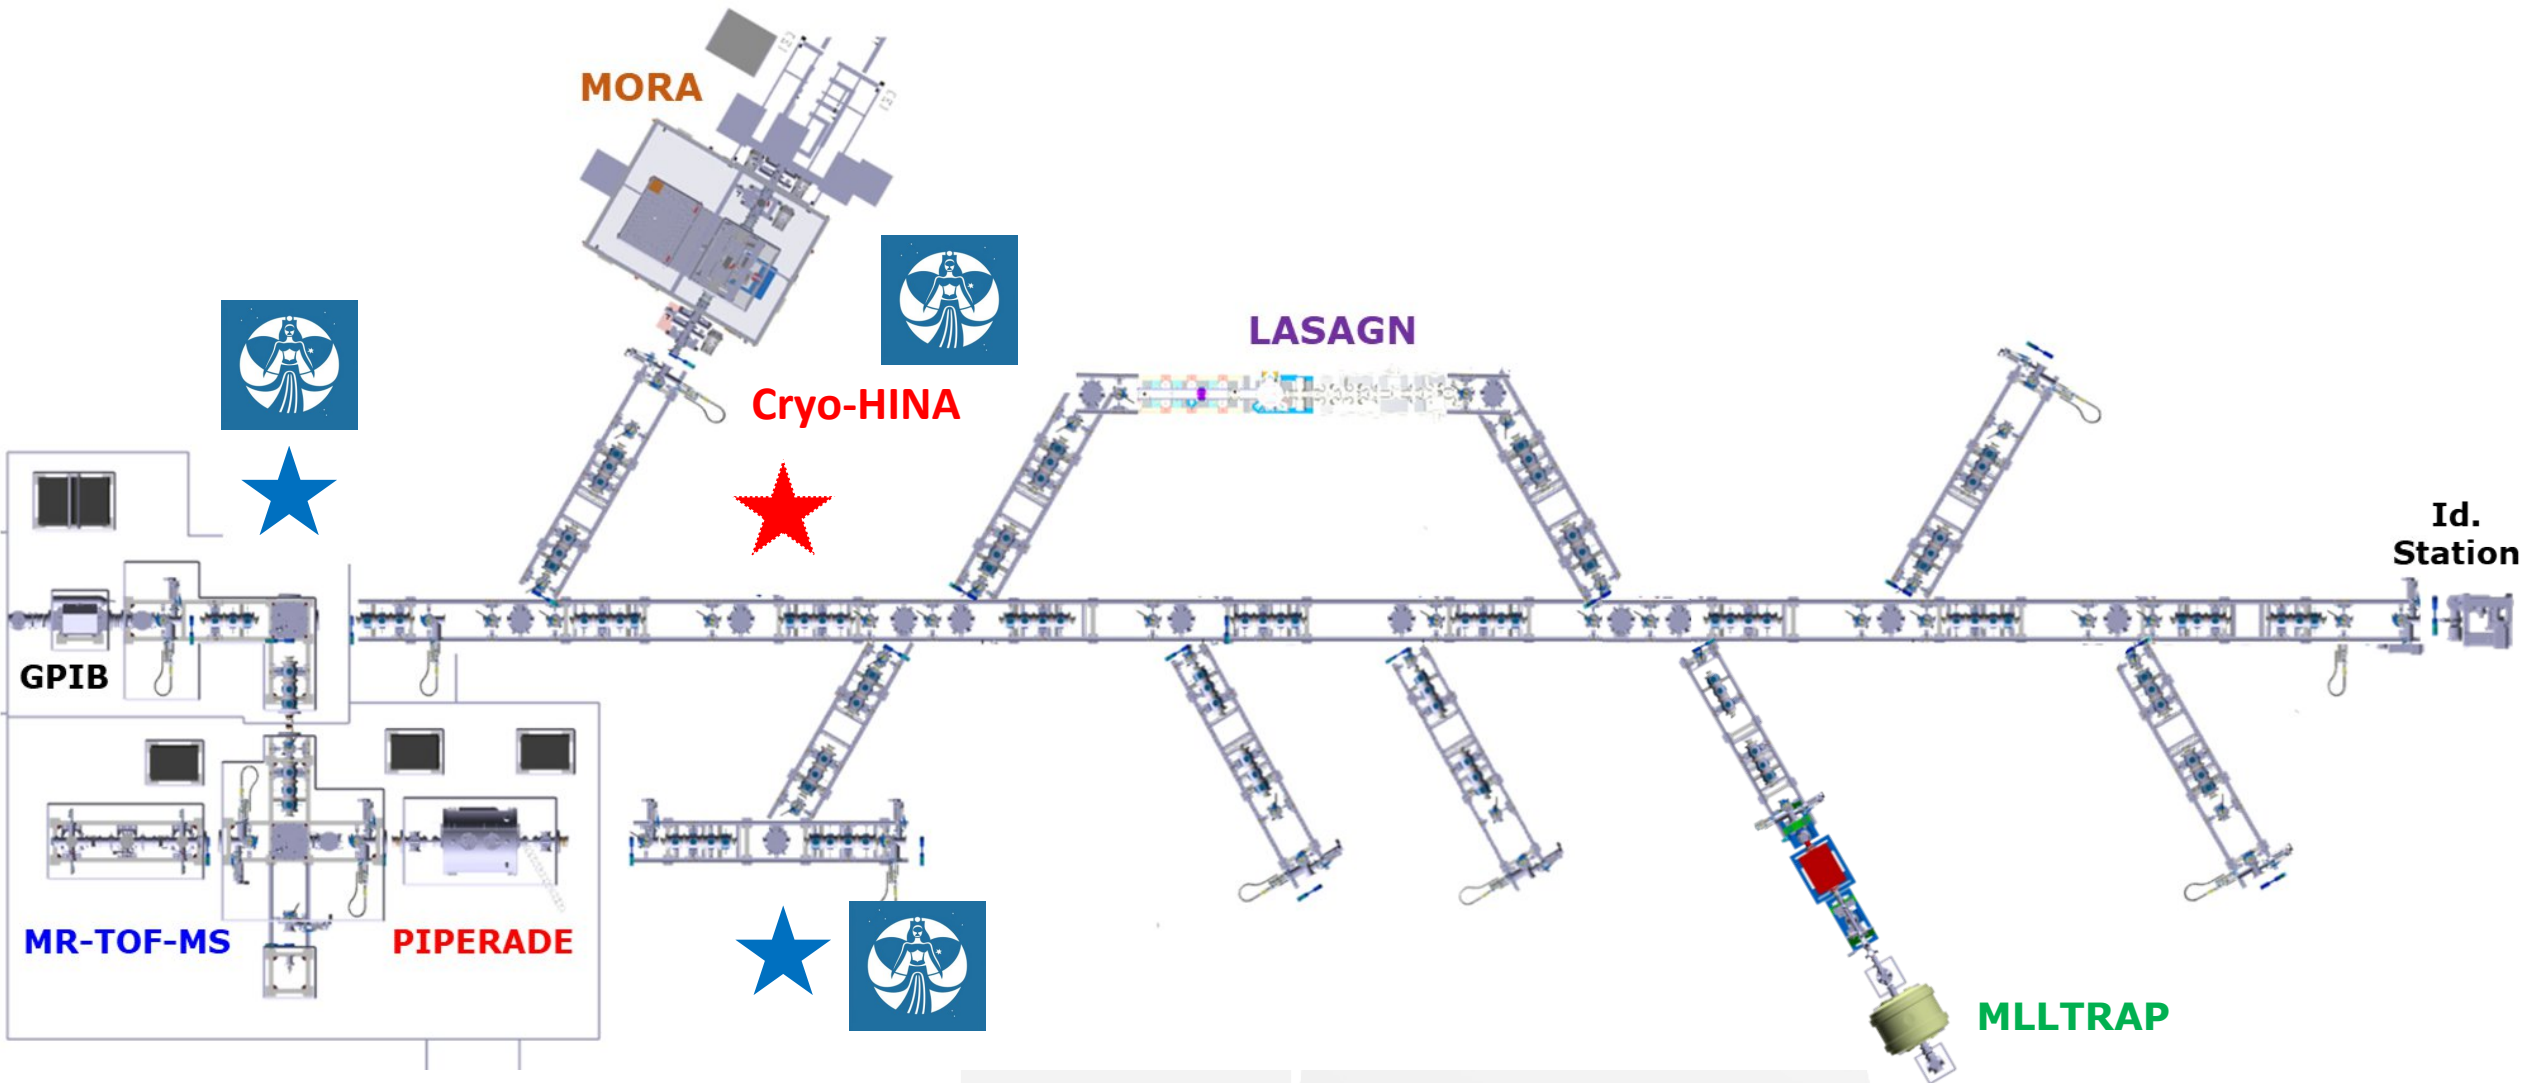 MORA
LASAGN
Cryo-HINA
Id.
Station
GPIB
MR-TOF-MS
PIPERADE
MLLTRAP